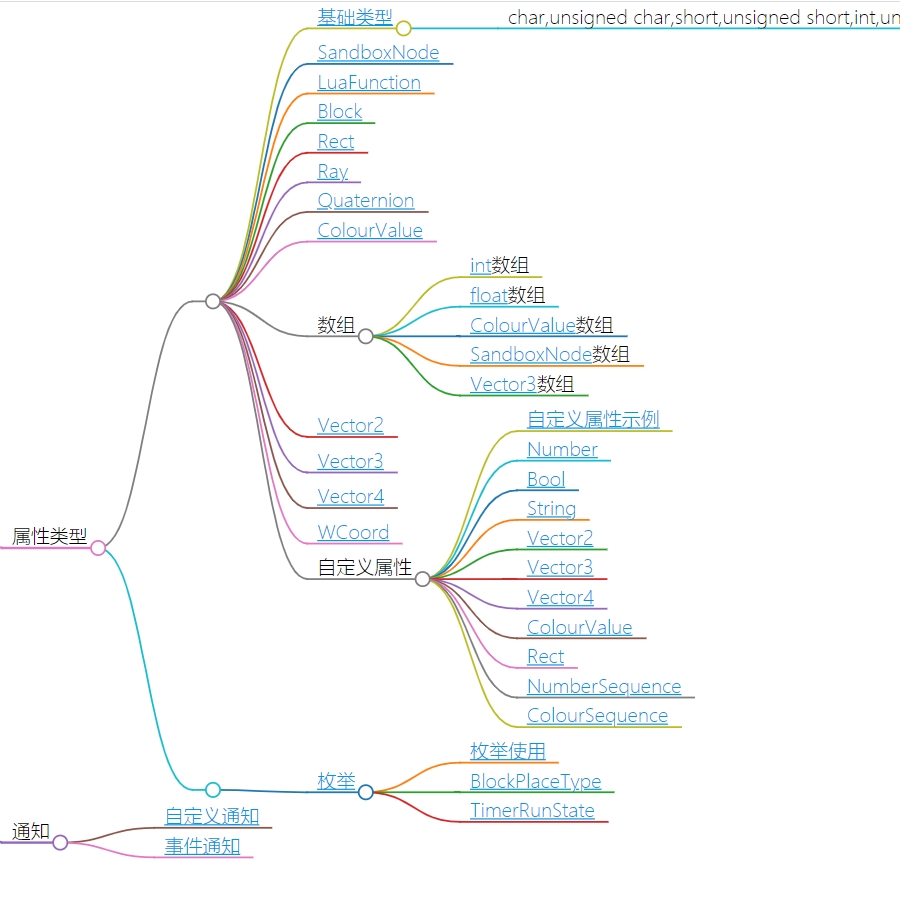 基础类型
char,unsigned char,short,unsigned short,int,un
SandboxNode
LuaFunction
Block
Rect
Ray
Quaternion
ColourValue
数组
int数组
float数组
ColourValue数组
SandboxNode数组
Vector3数组
Vector2
Vector3
Vector4
WCoord
属性类型
自定义属性
自定义属性示例
Number
Bool
String
Vector2
Vector3
Vector4
ColourValue
Rect
NumberSequence
ColourSequence
枚举
枚举使用
BlockPlaceType
TimerRunState
通知
自定义通知
事件通知